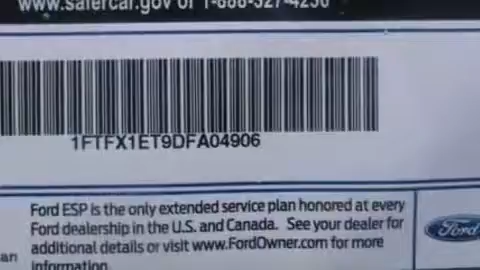 www.safercar.gov or 1-888-327-4236
1FTFX1ET9DFA04906
Ford ESP is the only extended service plan honored at every
Ford dealership in the U.S. and Canada. See your dealer for
an additional details or visit www.FordOwner.com for more
information
Ford